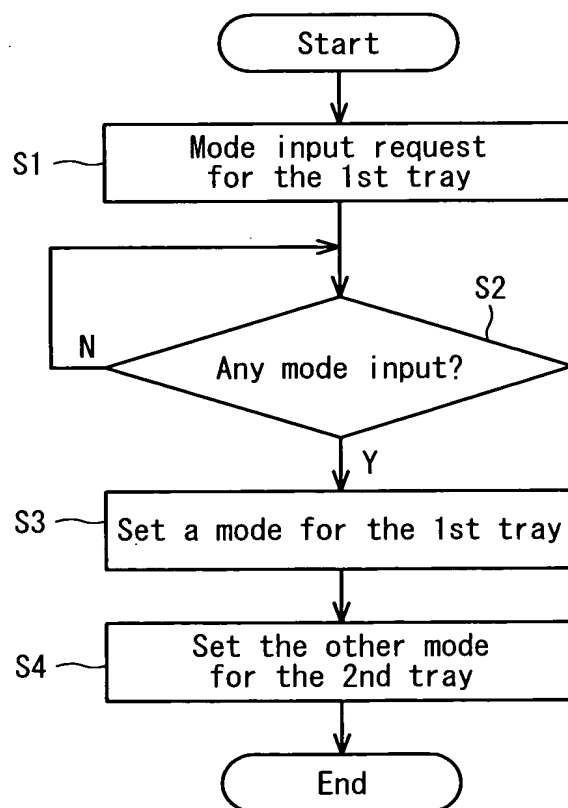 Start
S1
Mode input request
for the 1st tray
S2
N
Any mode input?
Y
S3
Set a mode for the 1st tray
S4
Set the other mode
for the 2nd tray
End